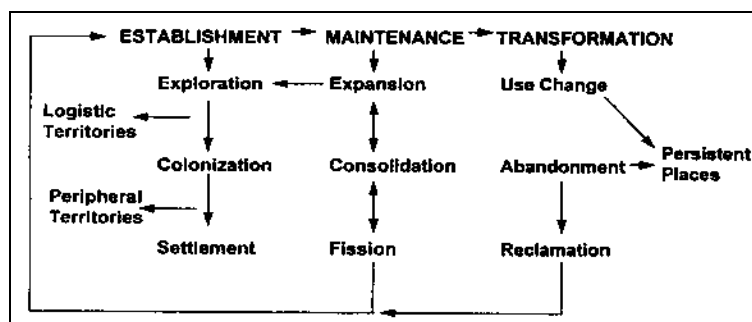 ESTABLISHMENT MAINTENANCE TRANSFORMATION
Exploration Expansion Use Change
Logistic
Territories
Colonization Consolidation Abandonment Persistent
Places
Peripheral
Territories
Settlement Fission Reclamation